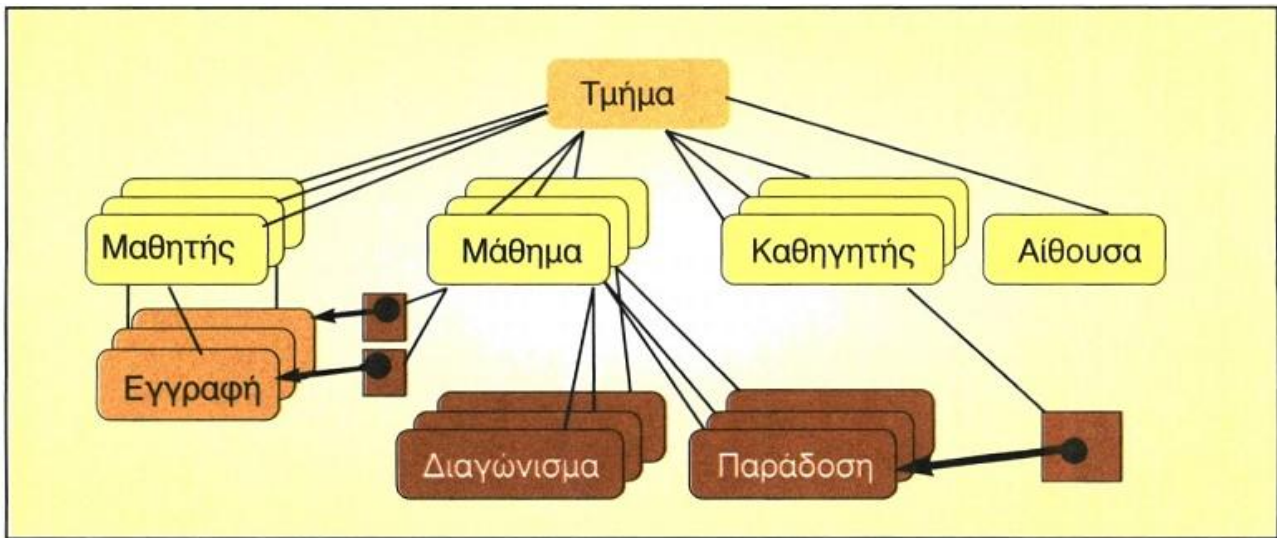 Τμήμα
Μαθητής
Μάθημα
Καθηγητής
Αίθουσα
Εγγραφή
Διαγώνισμα
Παράδοση